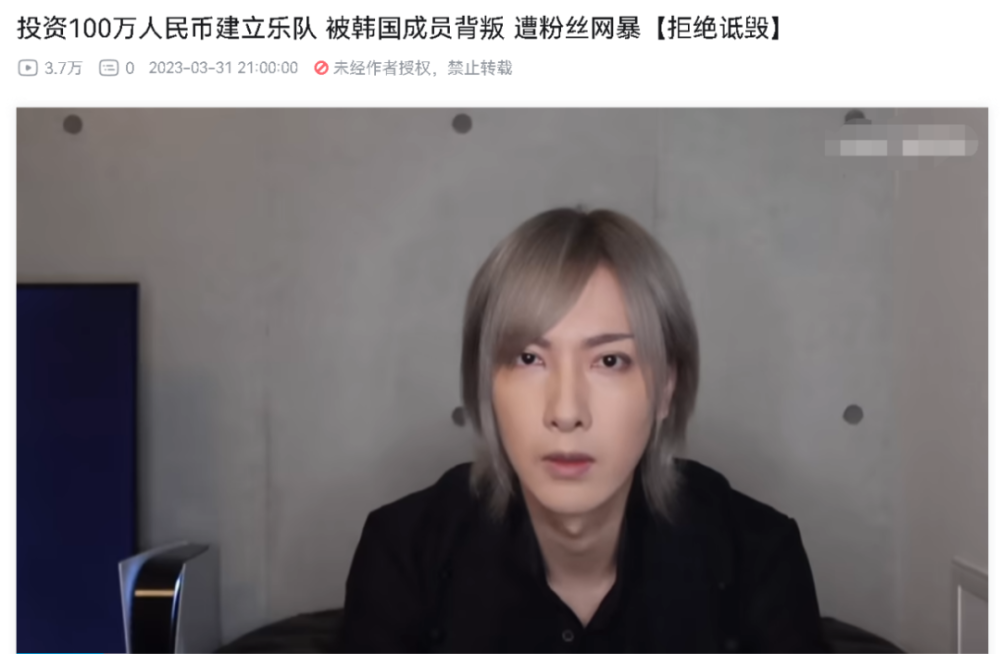 投资100万人民币建立乐队 被韩国成员背叛 遭粉丝网暴【拒绝诋毁】
3.7万 0 2023-03-31 21:00:00 未经作者授权，禁止转载